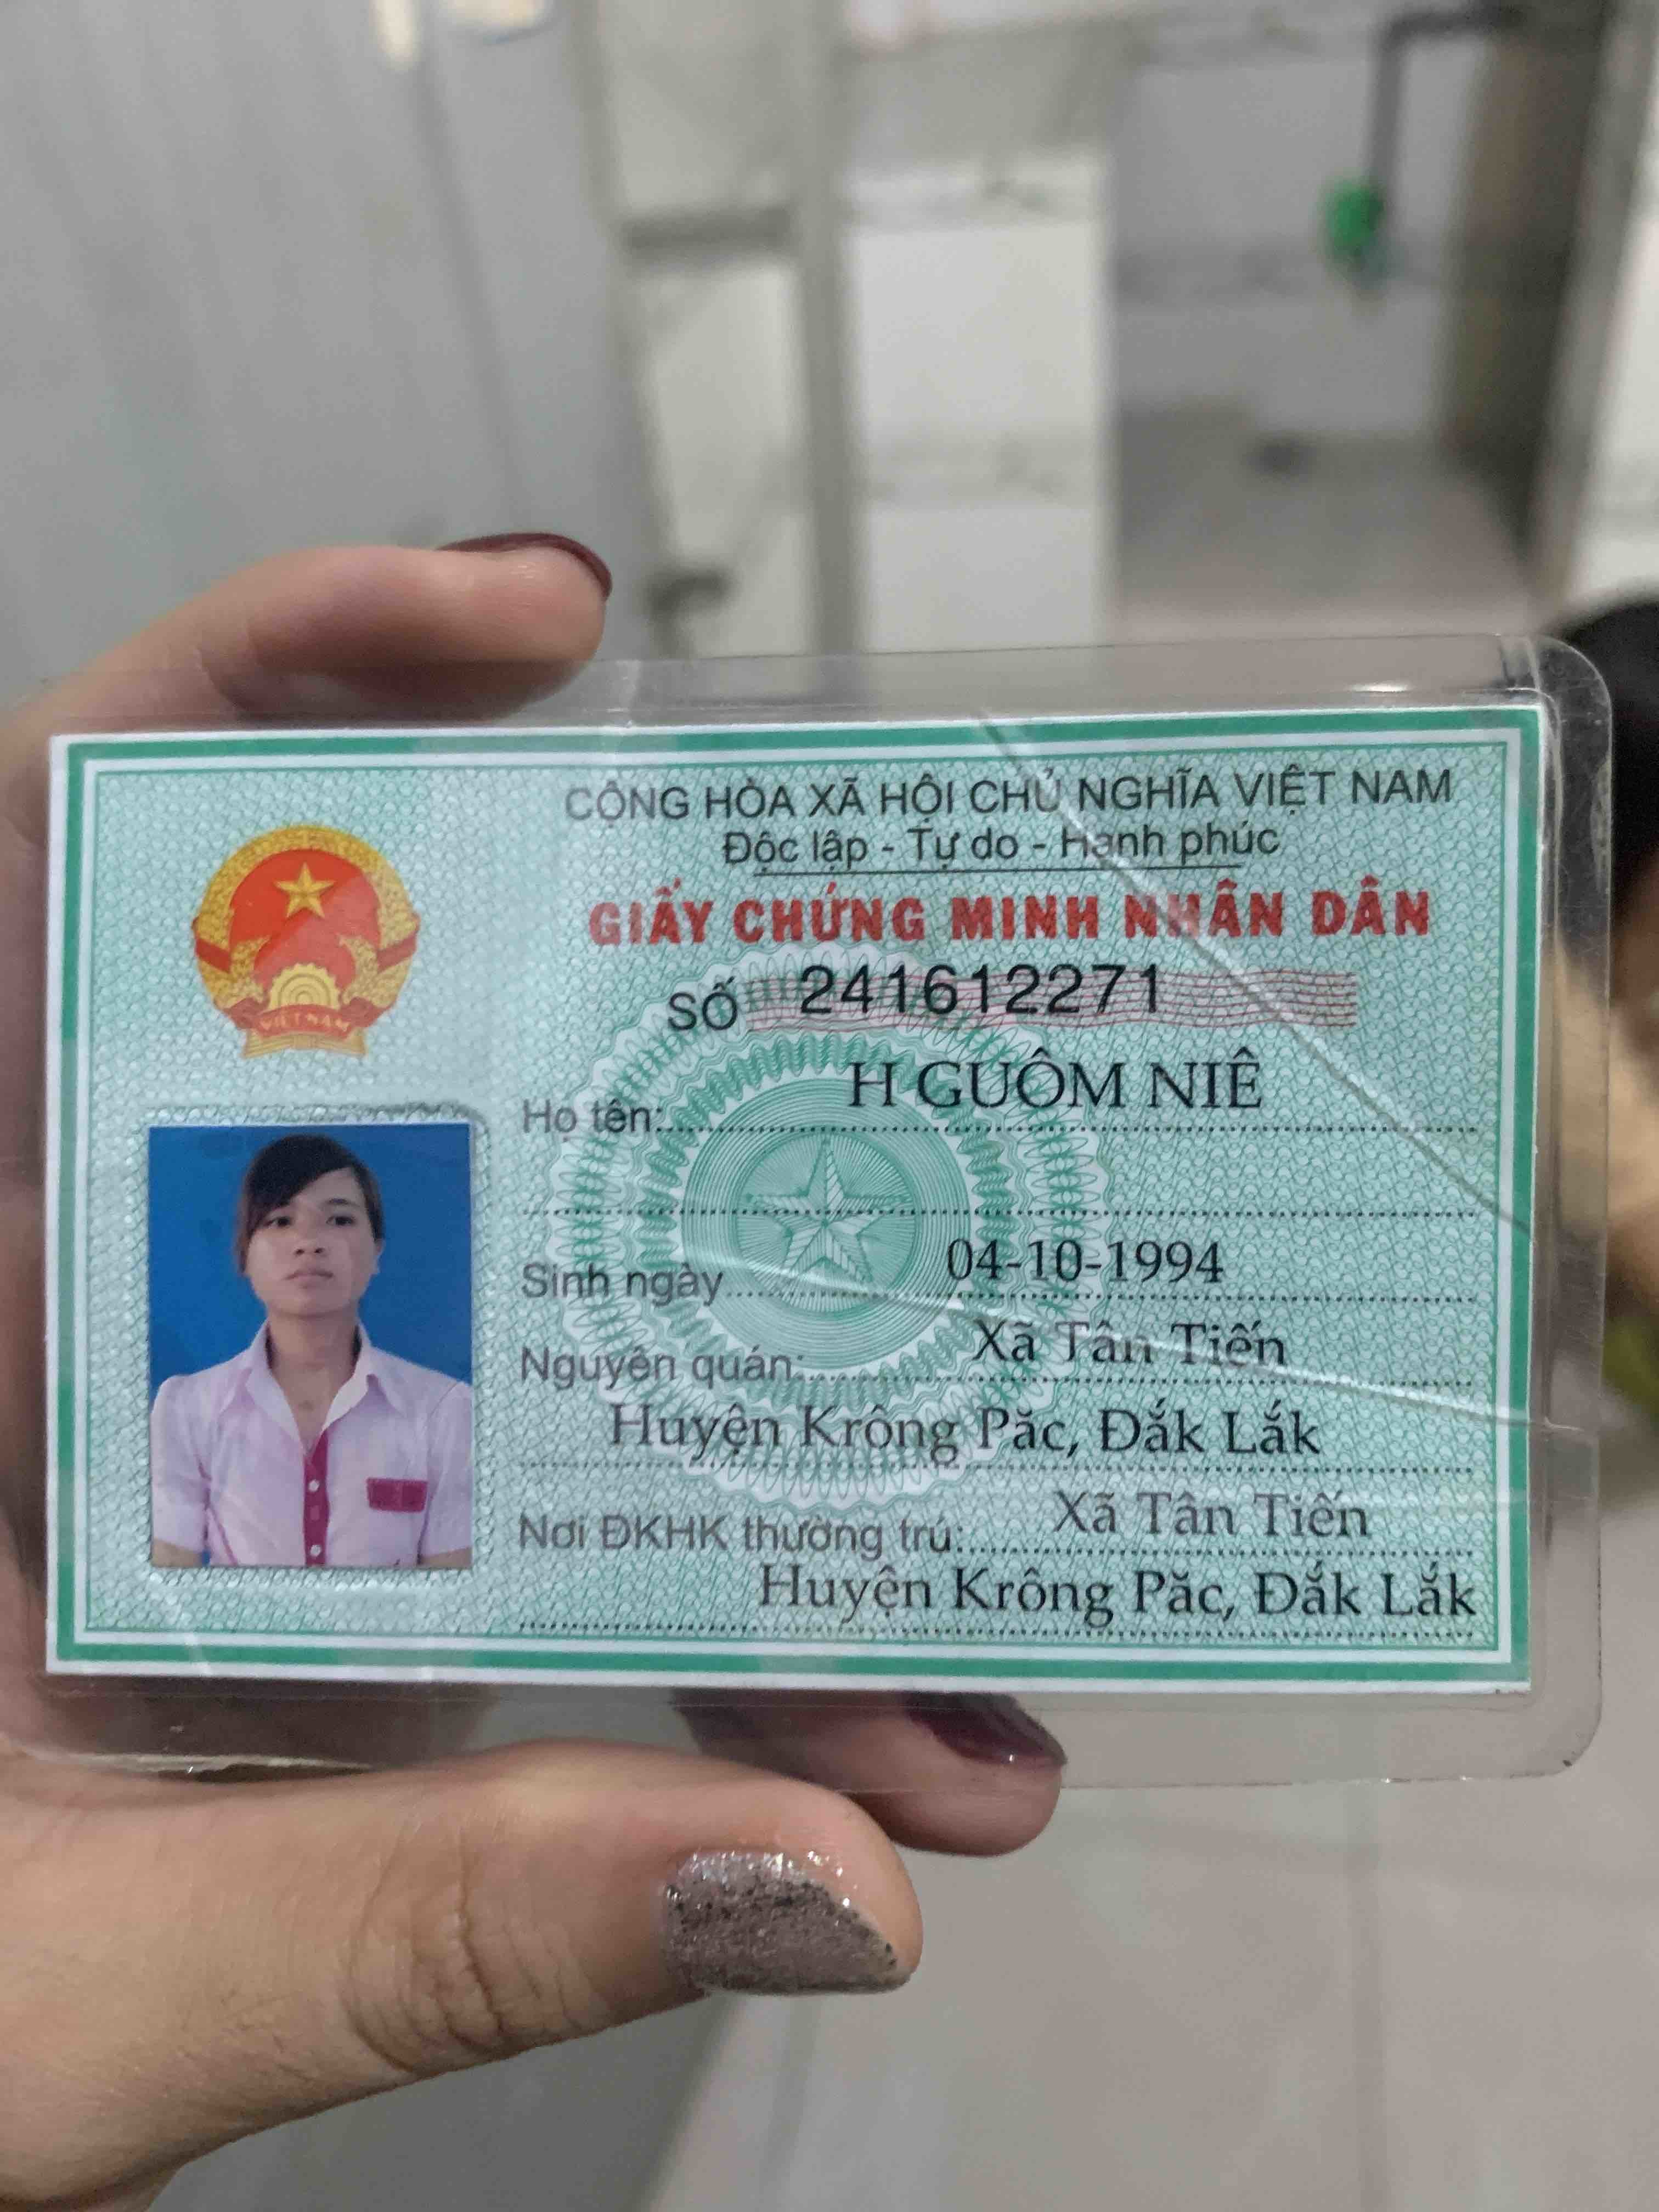 CỘNG HÒA XÃ HỘI CHỦ NGHĨA VIỆT NAM
Độc lập - Tự do - Hạnh phúc
GIẤY CHỨNG MINH NHÂN DÂN
SỐ 241612271
Họ tên: H GUÔM NIÊ
Sinh ngày 04-10-1994
Nguyên quán: Xã Tân Tiến
Huyện Krông Păc, Đắk Lắk
Nơi ĐKHK thường trú: Xã Tân Tiến
Huyện Krông Păc, Đắk Lắk
VIỆT NAM